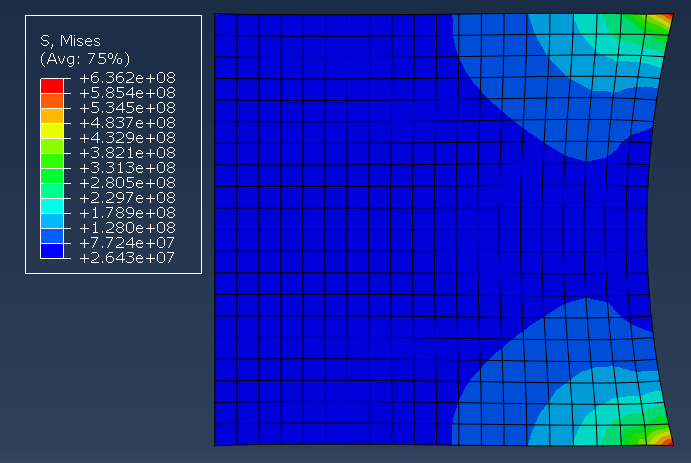 S, Mises
(Avg: 75%)
+6.362e+08
+5.854e+08
+5.345e+08
+4.837e+08
+4.329e+08
+3.821e+08
+3.313e+08
+2.805e+08
+2.297e+08
+1.789e+08
+1.280e+08
+7.724e+07
+2.643e+07